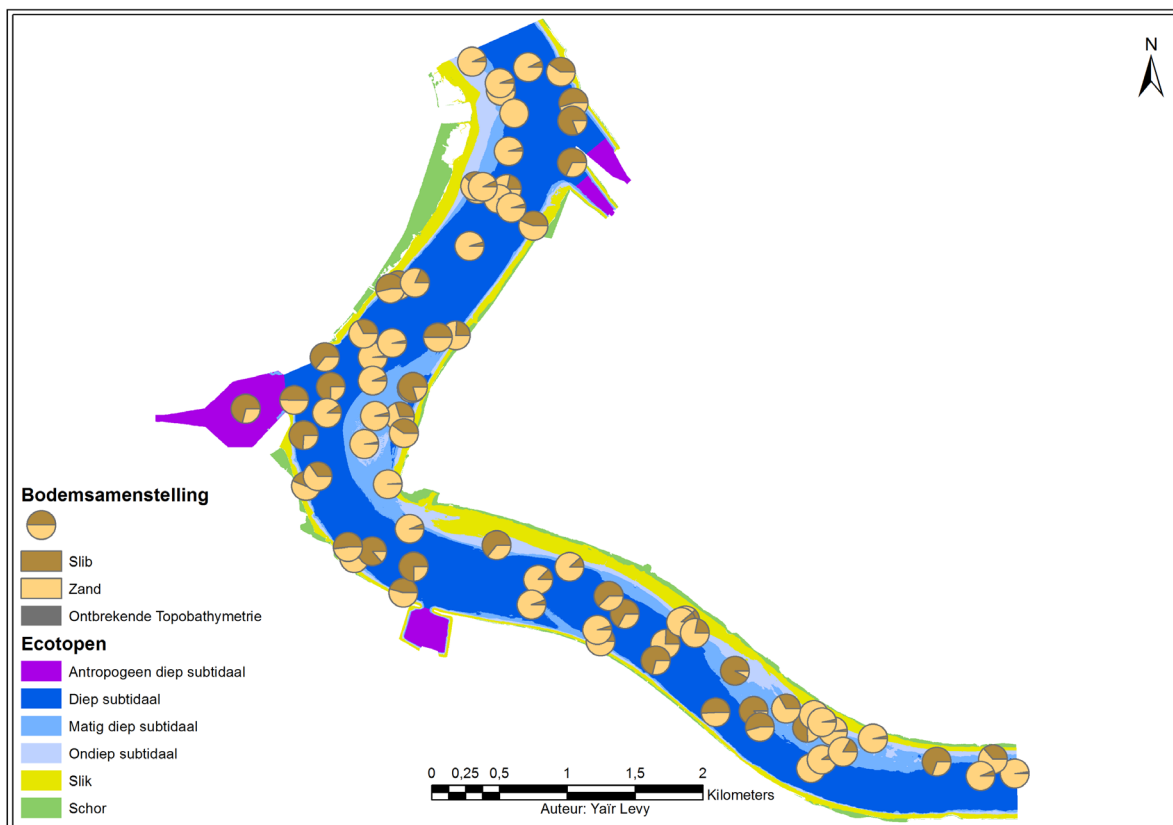 N
Bodemsamenstelling
Slib
Zand
Ontbrekende Topobathymetrie
Ecotopen
Antropogeen diep subtidaal
Diep subtidaal
Matig diep subtidaal
Ondiep subtidaal
Slik
Schor
0 0,25 0,5 1 1,5 2
Kilometers
Auteur: Yaïr Levy